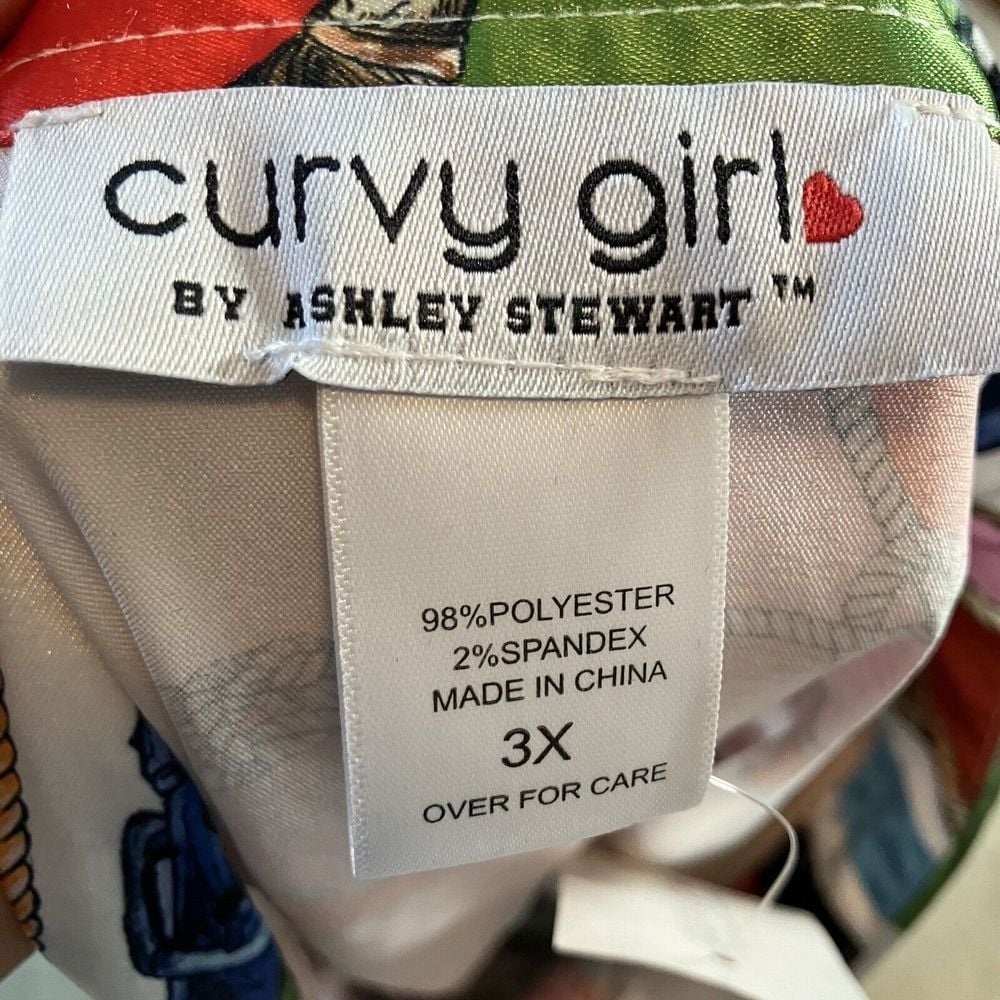 curvy girl
BY ASHLEY STEWART ™
98%POLYESTER
2%SPANDEX
MADE IN CHINA
3X
OVER FOR CARE